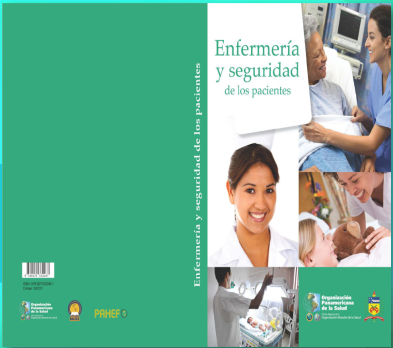 Enfermería
y seguridad
de los pacientes
Enfermería y seguridad de los pacientes
Organización
Panamericana
de la Salud
PAHEF
Organización
Panamericana
de la Salud